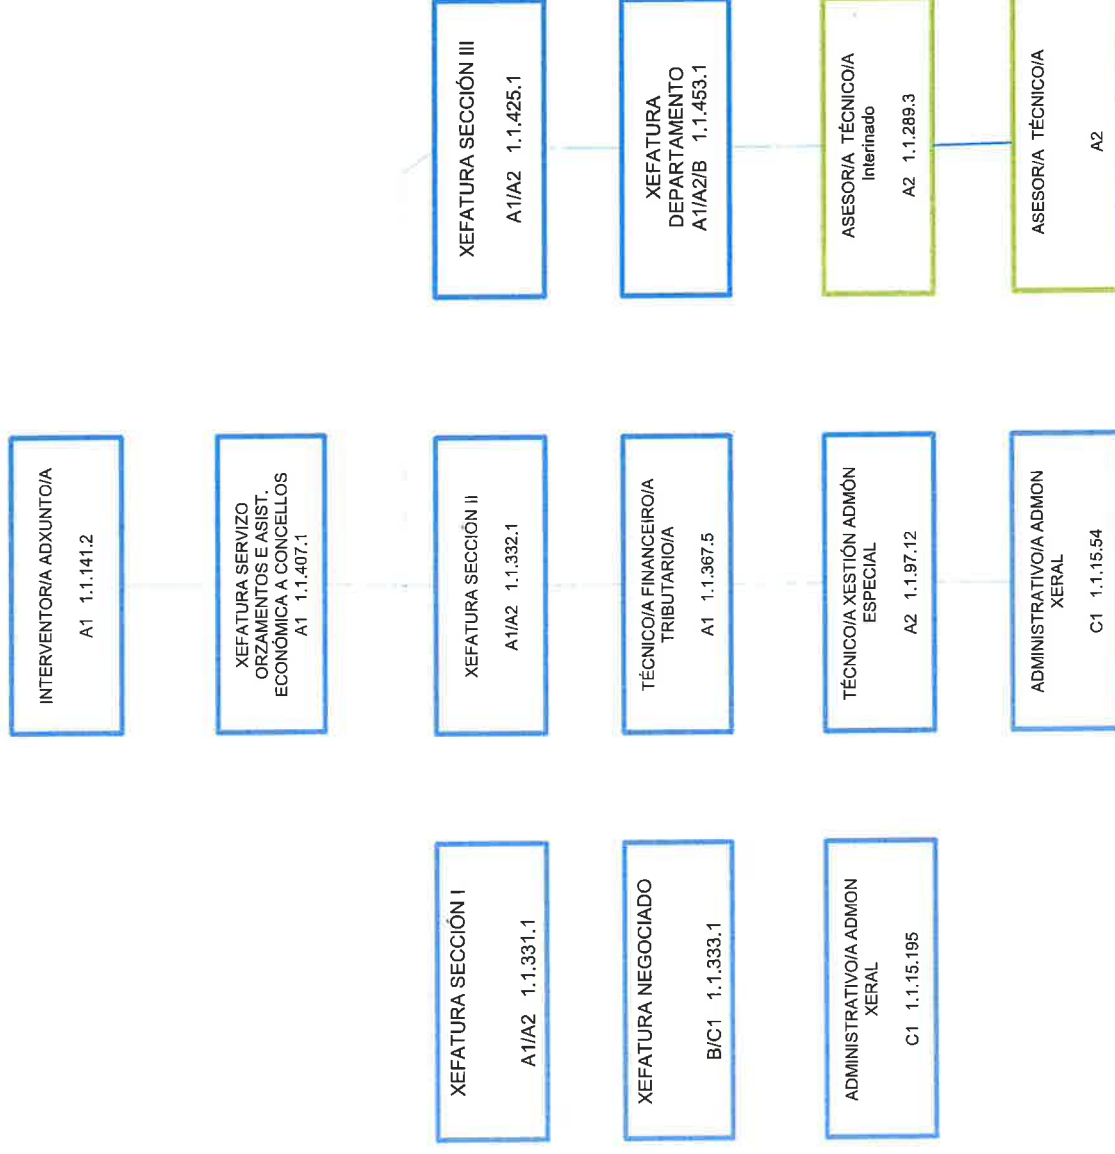 INTERVENTOR/A ADXUNTO/A
A1 1.1.141.2
XEFATURA SERVIZO
ORZAMENTOS E ASIST.
ECONÓMICA A CONCELLOS
A1 1.1.407.1
XEFATURA SECCIÓN I
A1/A2 1.1.331.1
XEFATURA SECCIÓN II
A1/A2 1.1.332.1
XEFATURA SECCIÓN III
A1/A2 1.1.425.1
XEFATURA NEGOCIADO
B/C1 1.1.333.1
TÉCNICO/A FINANCEIRO/A
TRIBUTARIO/A
A1 1.1.367.5
XEFATURA
DEPARTAMENTO
A1/A2/B 1.1.453.1
ADMINISTRATIVO/A ADMON
XERAL
C1 1.1.15.195
TÉCNICO/A XESTIÓN ADMÓN
ESPECIAL
A2 1.1.97.12
ASESOR/A TÉCNICO/A
Interinado
A2 1.1.289.3
ADMINISTRATIVO/A ADMON
XERAL
C1 1.1.15.54
ASESOR/A TÉCNICO/A
A2